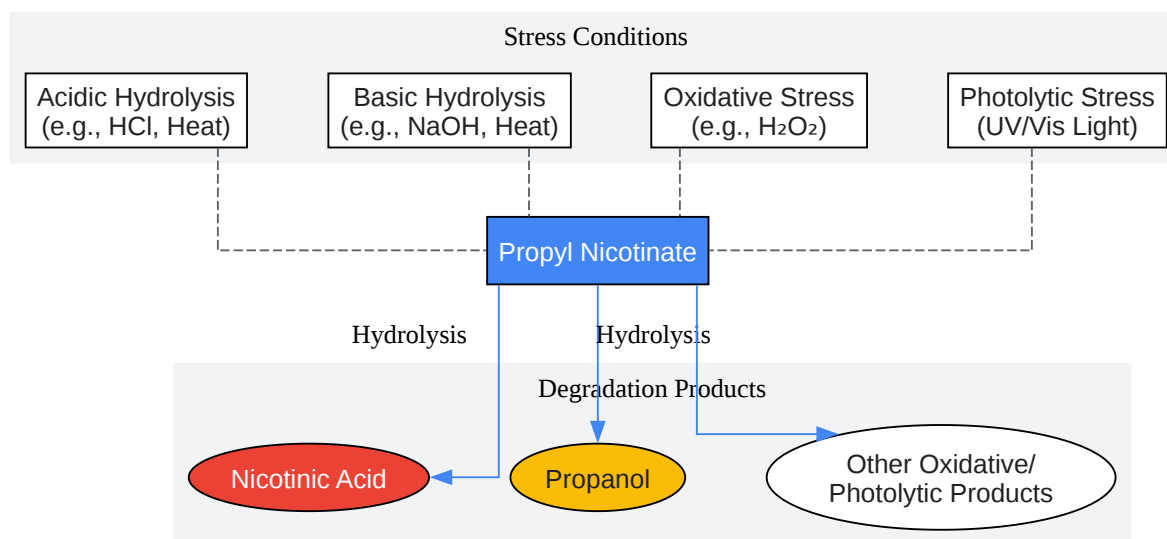 Stress Conditions
Acidic Hydrolysis
(e.g., HCl, Heat)
Basic Hydrolysis
(e.g., NaOH, Heat)
Oxidative Stress
(e.g., H₂O₂)
Photolytic Stress
(UV/Vis Light)
Propyl Nicotinate
Hydrolysis
Hydrolysis
Degradation Products
Nicotinic Acid
Propanol
Other Oxidative/
Photolytic Products